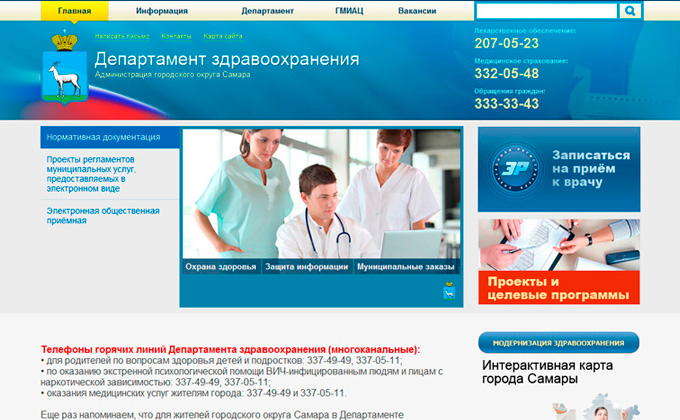 Главная
Информация
Департамент
ГМИАЦ
Вакансии
Написать письмо
Контакты
Карта сайта
Департамент здравоохранения
Администрация городского округа Самара
Лекарственное обеспечение:
207-05-23
Медицинское страхование:
332-05-48
Обращения граждан:
333-33-43
Нормативная документация
Проекты регламентов
муниципальных услуг,
предоставляемых в
электронном виде
Электронная общественная
приёмная
Охрана здоровья
Защита информации
Муниципальные заказы
ЭР
Записаться
на приём
к врачу
Проекты и
целевые программы
Телефоны горячих линий Департамента здравоохранения (многоканальные):
• для родителей по вопросам здоровья детей и подростков: 337-49-49, 337-05-11;
• по оказанию экстренной психологической помощи ВИЧ-инфицированным людям и лицам с
наркотической зависимостью: 337-49-49, 337-05-11;
• оказания медицинских услуг жителям города: 337-49-49 и 337-05-11.
Еще раз напоминаем, что для жителей городского округа Самара в Департаменте
МОДЕРНИЗАЦИЯ ЗДРАВООХРАНЕНИЯ
Интерактивная карта
города Самары